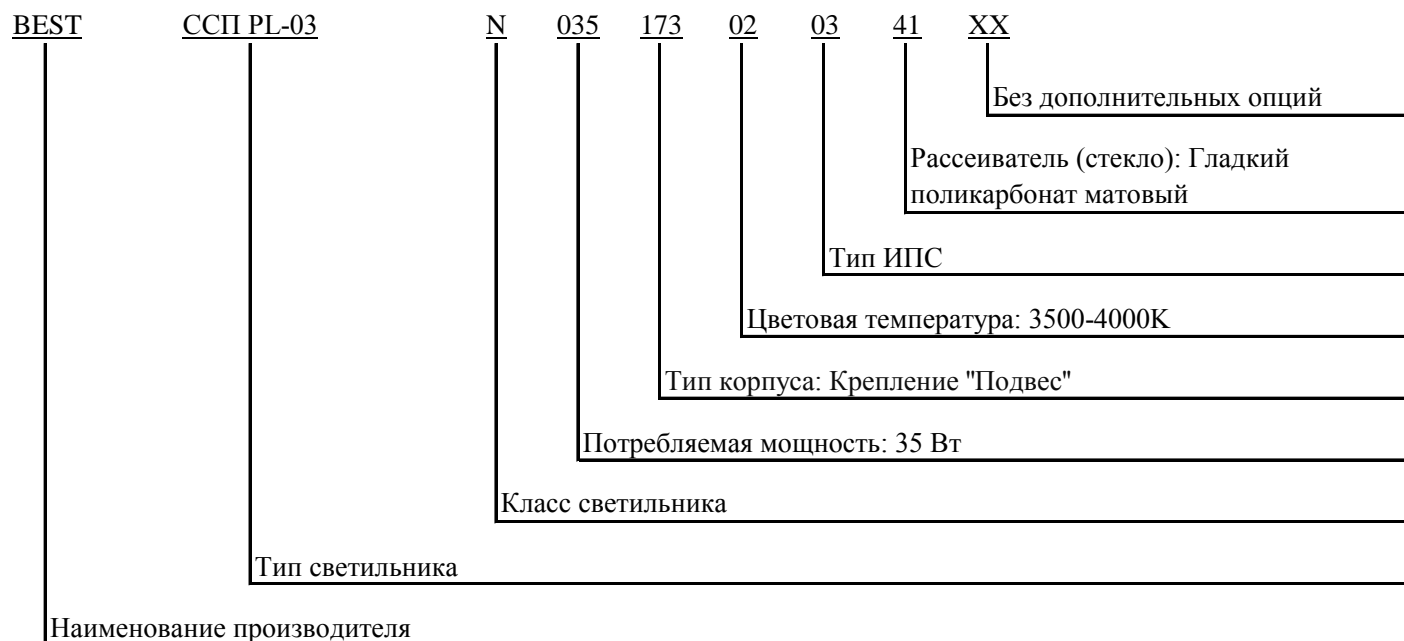 BEST ССП PL-03 N 035 173 02 03 41 XX
Без дополнительных опций
Рассеиватель (стекло): Гладкий
поликарбонат матовый
Тип ИПС
Цветовая температура: 3500-4000K
Тип корпуса: Крепление "Подвес"
Потребляемая мощность: 35 Вт
Класс светильника
Тип светильника
Наименование производителя